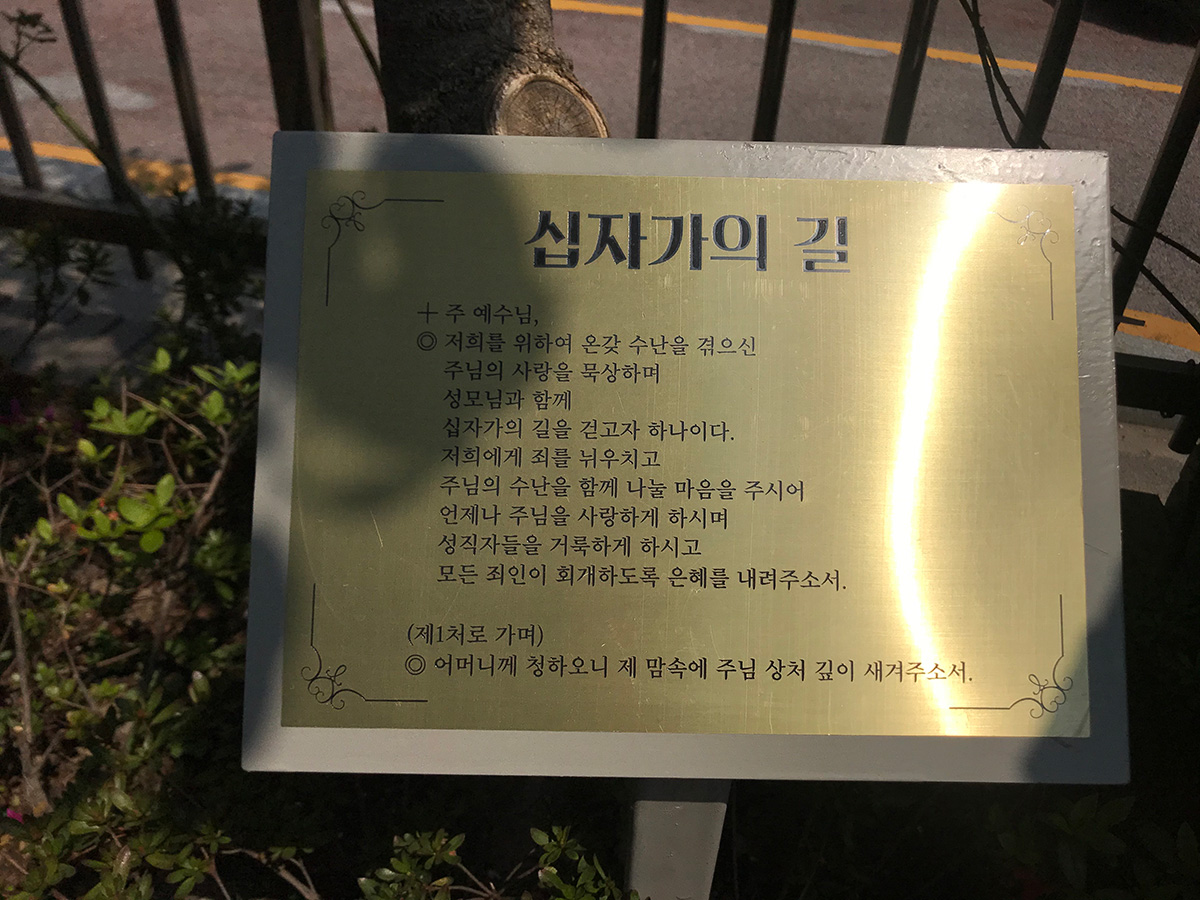 십자가의 길
十 주 예수님,
◎ 저희를 위하여 온갖 수난을 겪으신
주님의 사랑을 묵상하며
성모님과 함께
십자가의 길을 걷고자 하나이다.
저희에게 죄를 뉘우치고
주님의 수난을 함께 나눌 마음을 주시어
언제나 주님을 사랑하게 하시며
성직자들을 거룩하게 하시고
모든 죄인이 회개하도록 은혜를 내려주소서.
(제1처로 가며)
◎ 어머니께 청하오니 제 맘속에 주님 상처 깊이 새겨주소서.